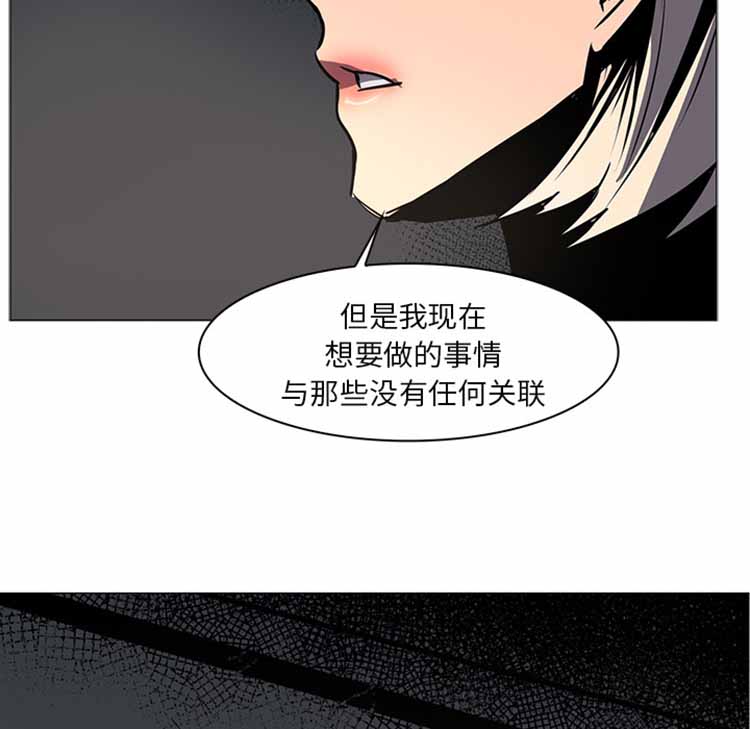 但是我现在
想要做的事情
与那些没有任何关联